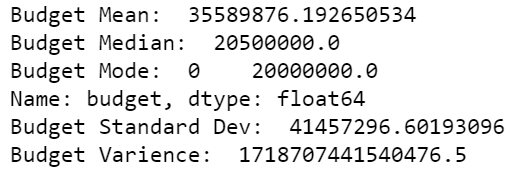 Budget Mean:  35589876.192650534
Budget Median:  20500000.0
Budget Mode:  0    20000000.0
Name: budget, dtype: float64
Budget Standard Dev:  41457296.60193096
Budget Varience:  1718707441540476.5